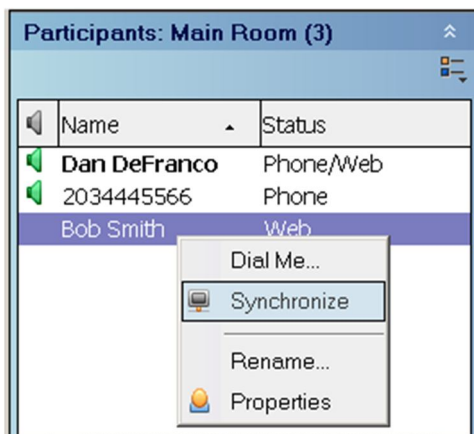 Participants: Main Room (3)
Name Status
Dan DeFranco Phone/Web
2034445566 Phone
Bob Smith Web
Dial Me...
Synchronize
Rename...
Properties